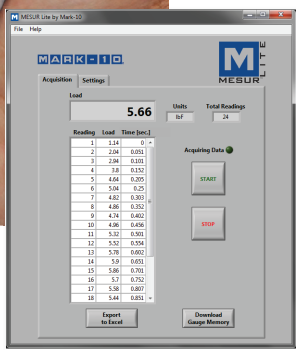 MESUR Lite by Mark-10
File Help
MARK-10
M
MESUR
LITE
Acquisition Settings
Load
5.66
Units
lbF
Total Readings
24
Reading Load Time [sec.]
1 1.14 0
2 2.04 0.051
3 2.94 0.101
4 3.8 0.152
5 4.64 0.205
6 5.04 0.25
7 4.82 0.303
8 4.86 0.352
9 4.74 0.402
10 4.96 0.456
11 5.32 0.501
12 5.52 0.554
13 5.78 0.602
14 5.9 0.651
15 5.86 0.701
16 5.7 0.752
17 5.58 0.807
18 5.44 0.851
Acquiring Data
START
STOP
Export
to Excel
Download
Gauge Memory